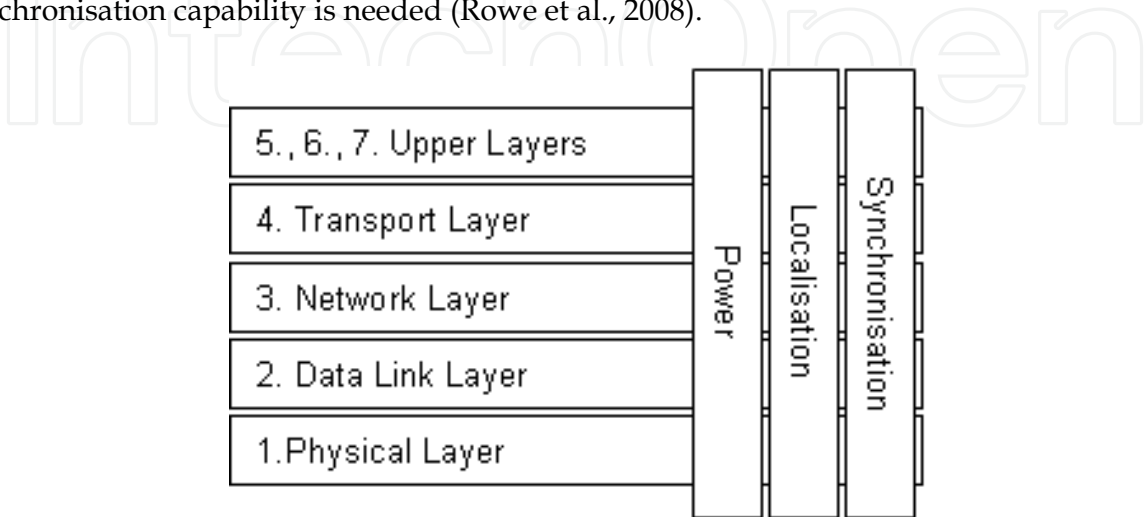 chronisation capability is needed (Rowe et al., 2008).
IntechOpen
5., 6., 7. Upper Layers
4. Transport Layer
3. Network Layer
2. Data Link Layer
1.Physical Layer
Power
Localisation
Synchronisation